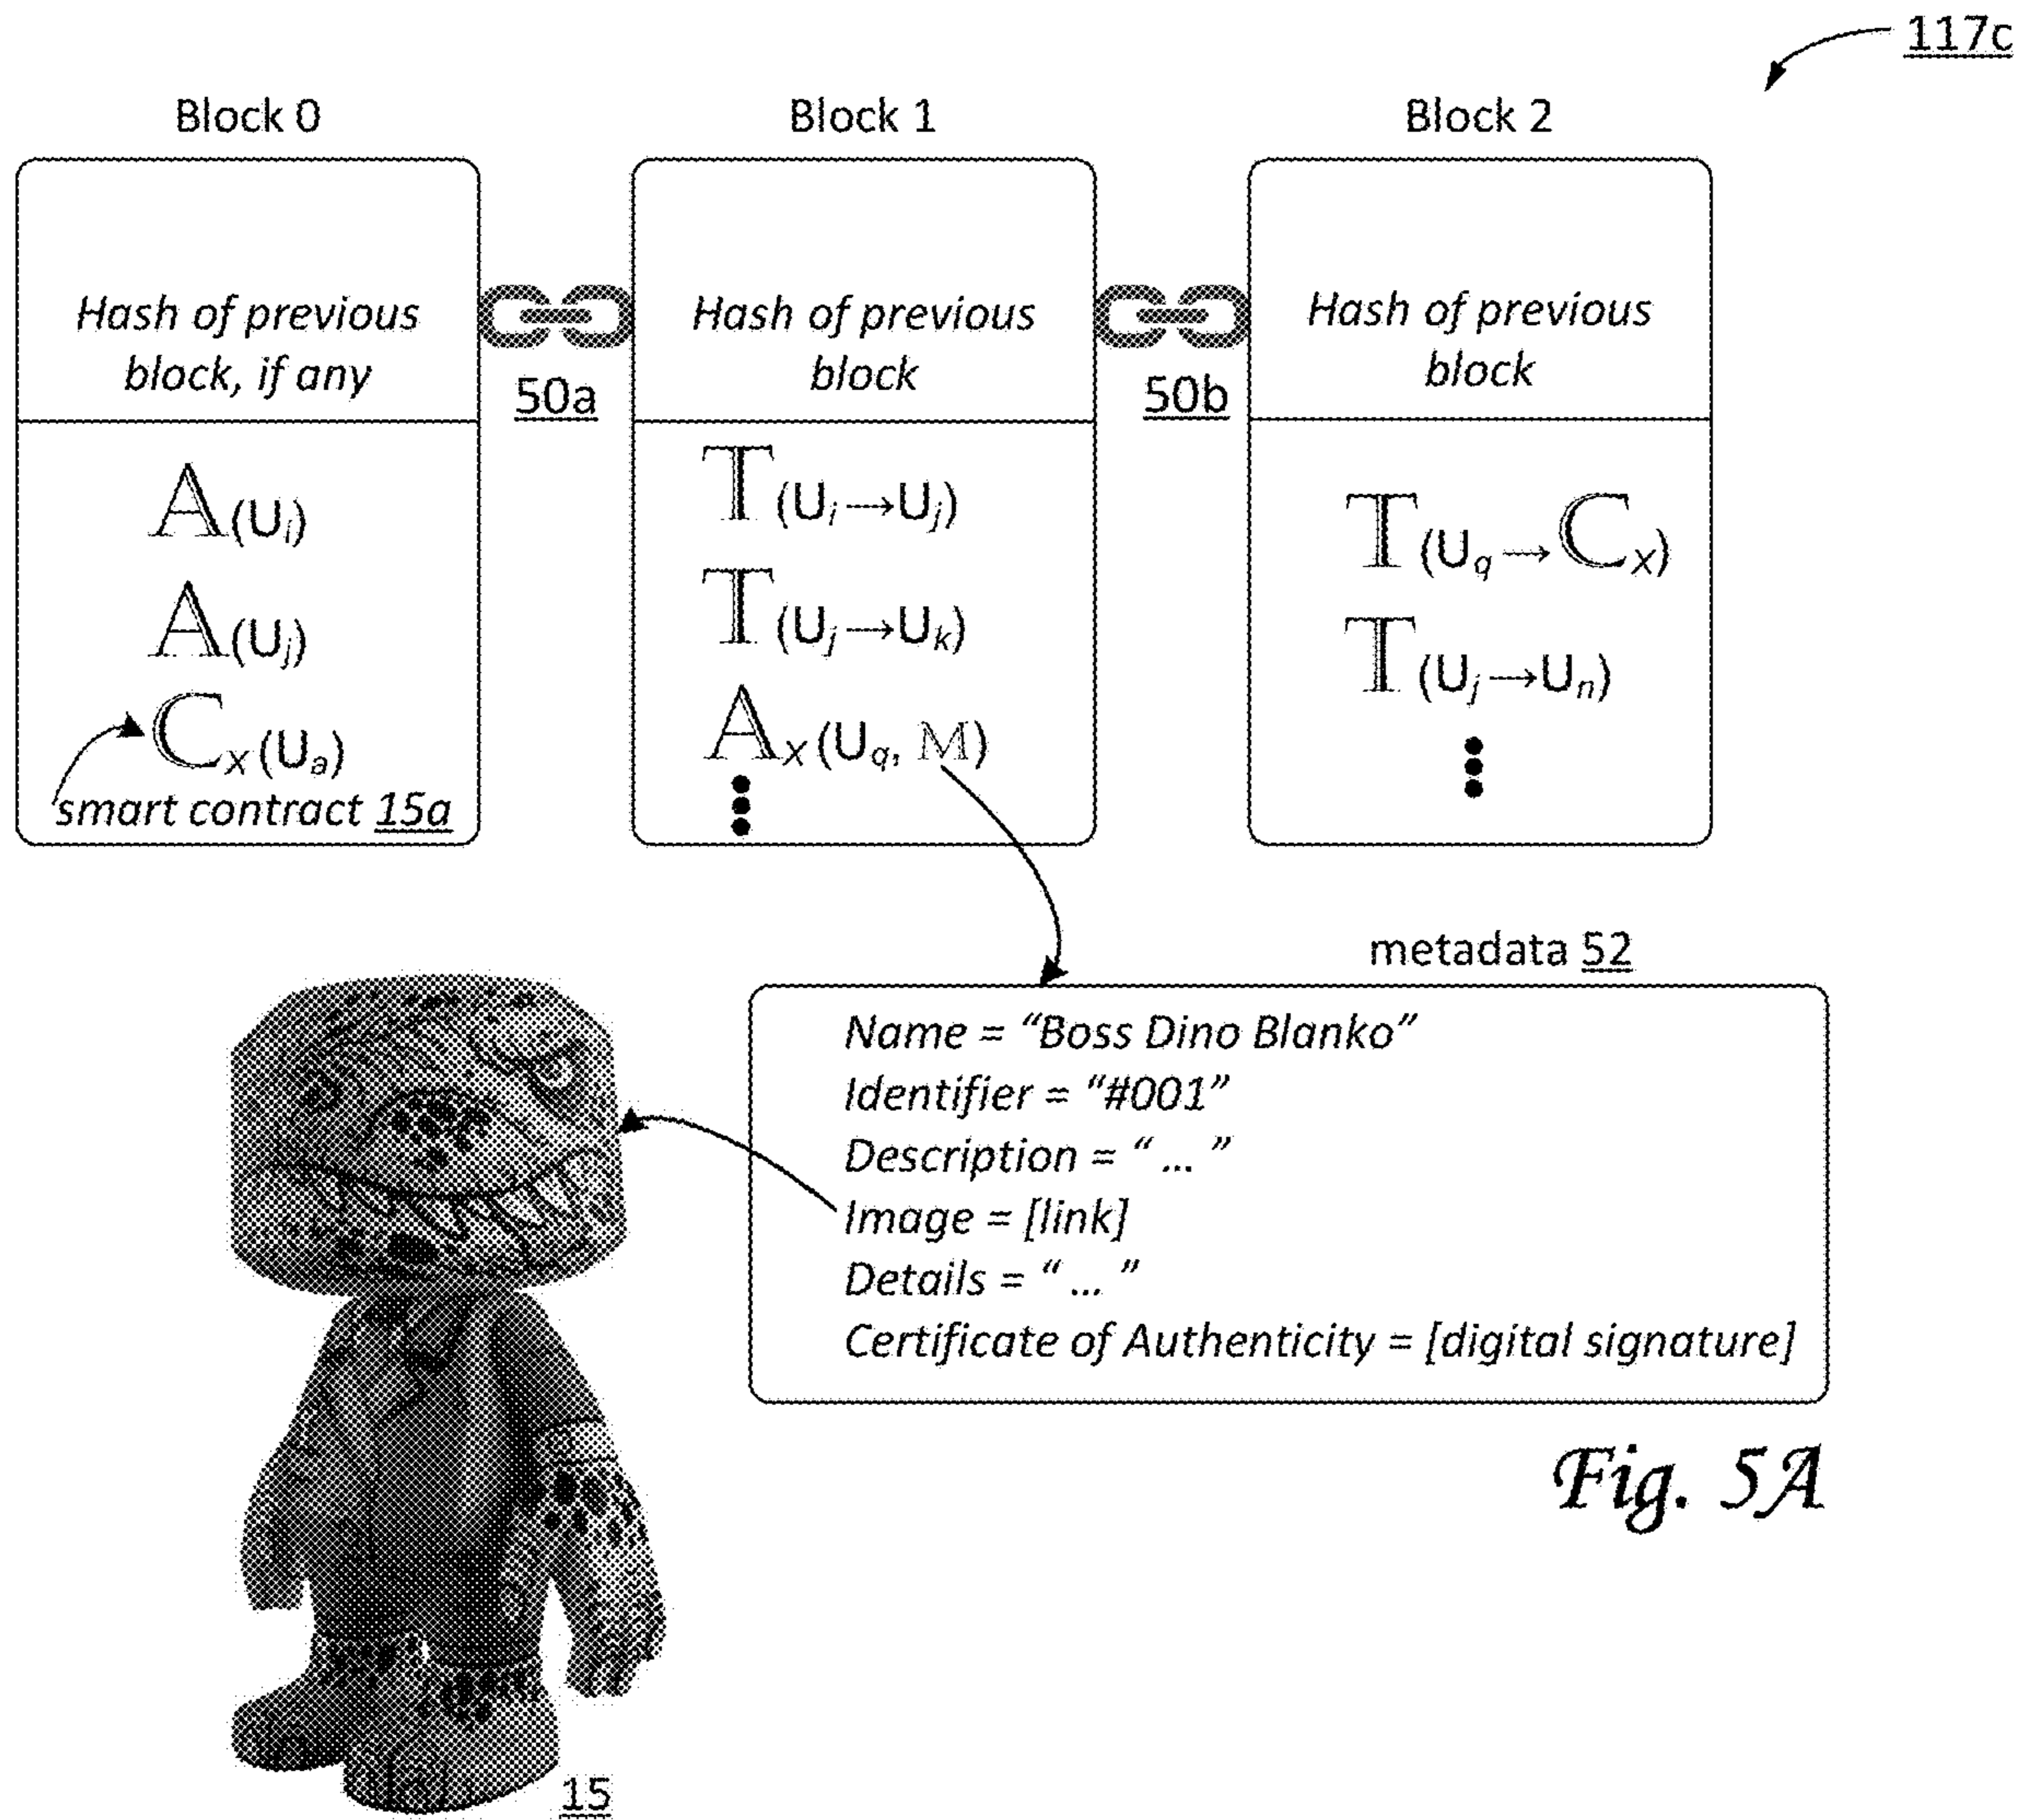 117c
Block 0
Block 1
Block 2
Hash of previous
block, if any
Hash of previous
block
Hash of previous
block
50a
50b
A(Ui)
A(Uj)
Cx(Ua)
smart contract 15a
T(Ui→Uj)
T(Uj→Uk)
Ax(Uq, M)
T(Uq→Cx)
T(Uj→Un)
metadata 52
Name = “Boss Dino Blanko”
Identifier = “#001”
Description = “ ... ”
Image = [link]
Details = “ ... ”
Certificate of Authenticity = [digital signature]
Fig. 5A
15